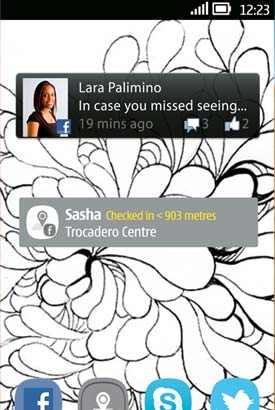 12:23
Lara Palimino
In case you missed seeing...
19 mins ago 3 2
Sasha Checked in < 903 metres
Trocadero Centre